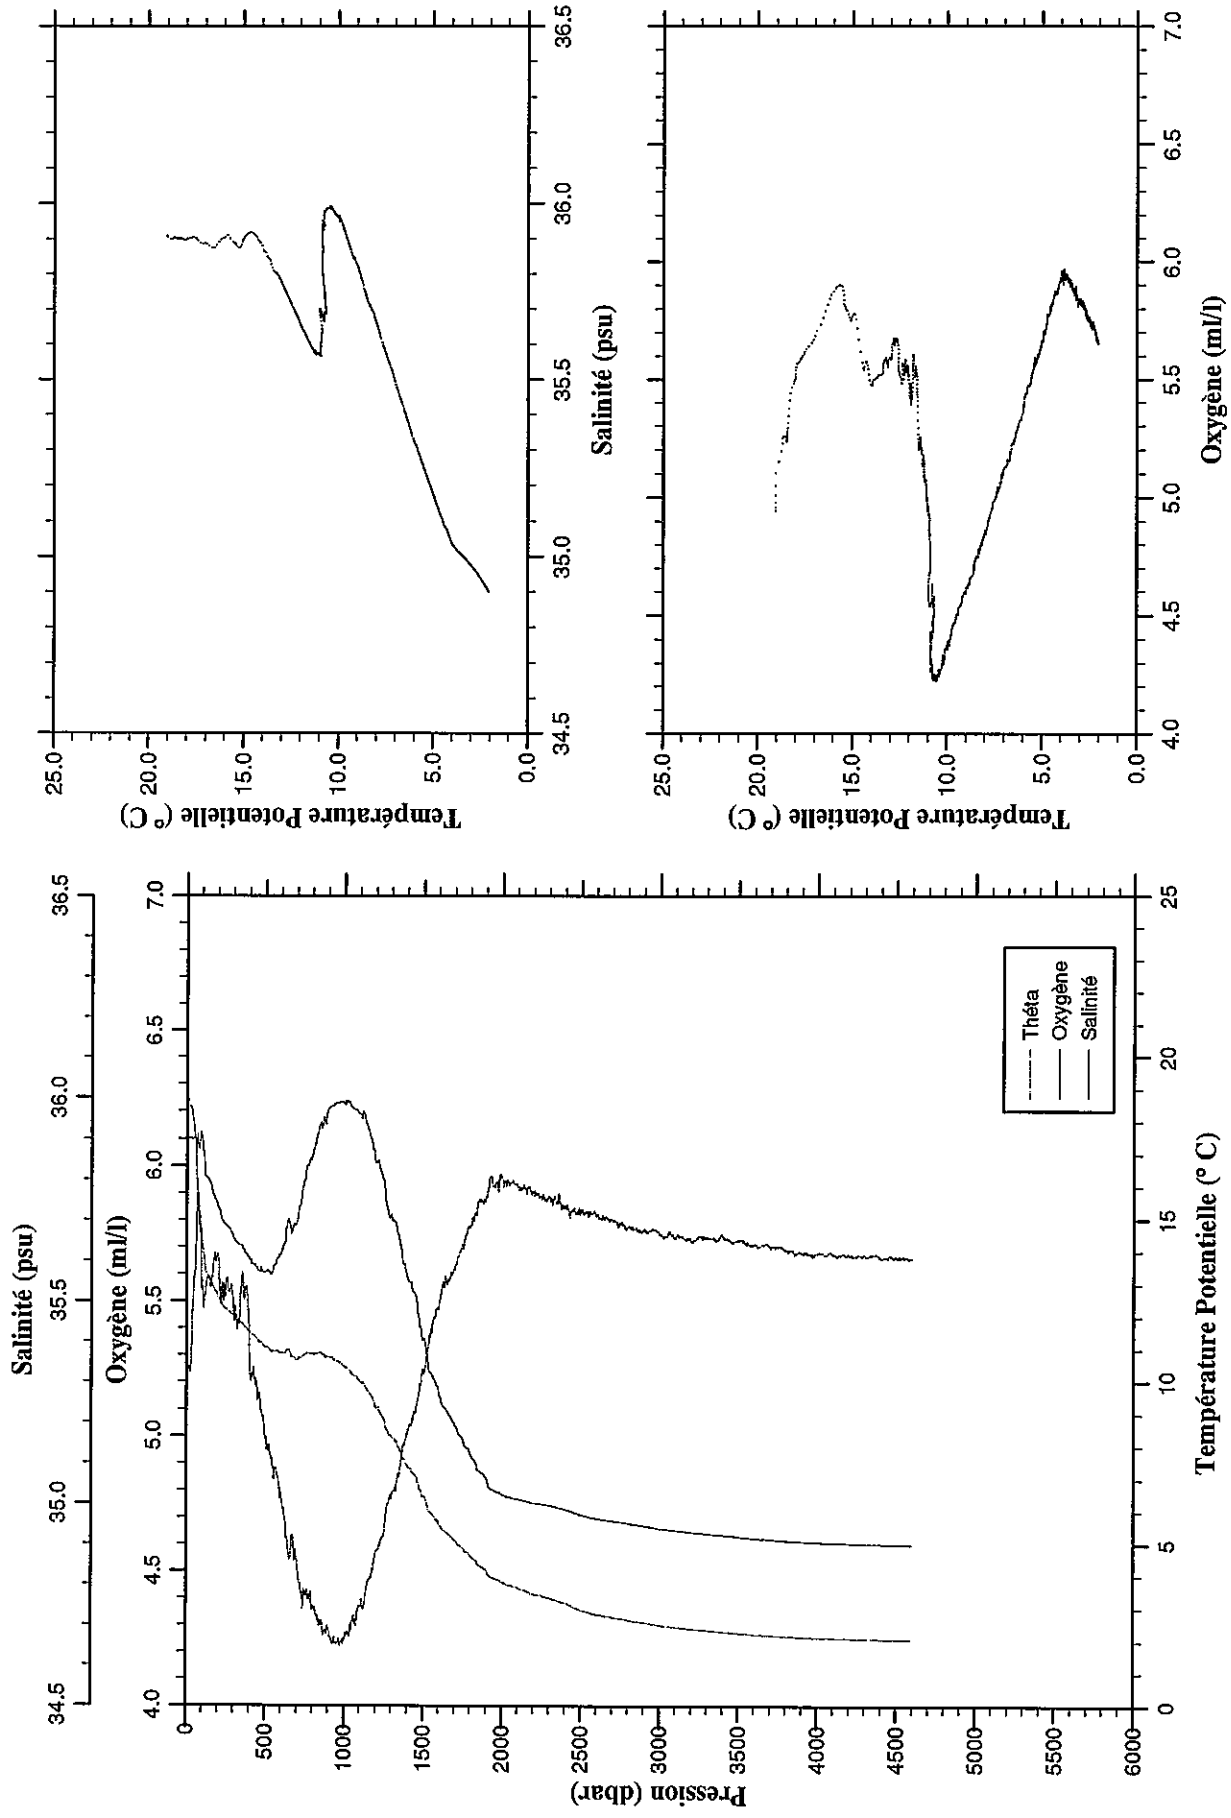 Salinité (psu)
34.5 35.0 35.5 36.0 36.5
Oxygène (ml/l)
4.0 4.5 5.0 5.5 6.0 6.5 7.0
Pression (dbar)
0
500
1000
1500
2000
2500
3000
3500
4000
4500
5000
5500
6000
Théta
Oxygène
Salinité
0 5 10 15 20 25
Température Potentielle (° C)
Température Potentielle (° C)
25.0
20.0
15.0
10.0
5.0
0.0
34.5 35.0 35.5 36.0 36.5
Salinité (psu)
Température Potentielle (° C)
25.0
20.0
15.0
10.0
5.0
0.0
4.0 4.5 5.0 5.5 6.0 6.5 7.0
Oxygène (ml/l)